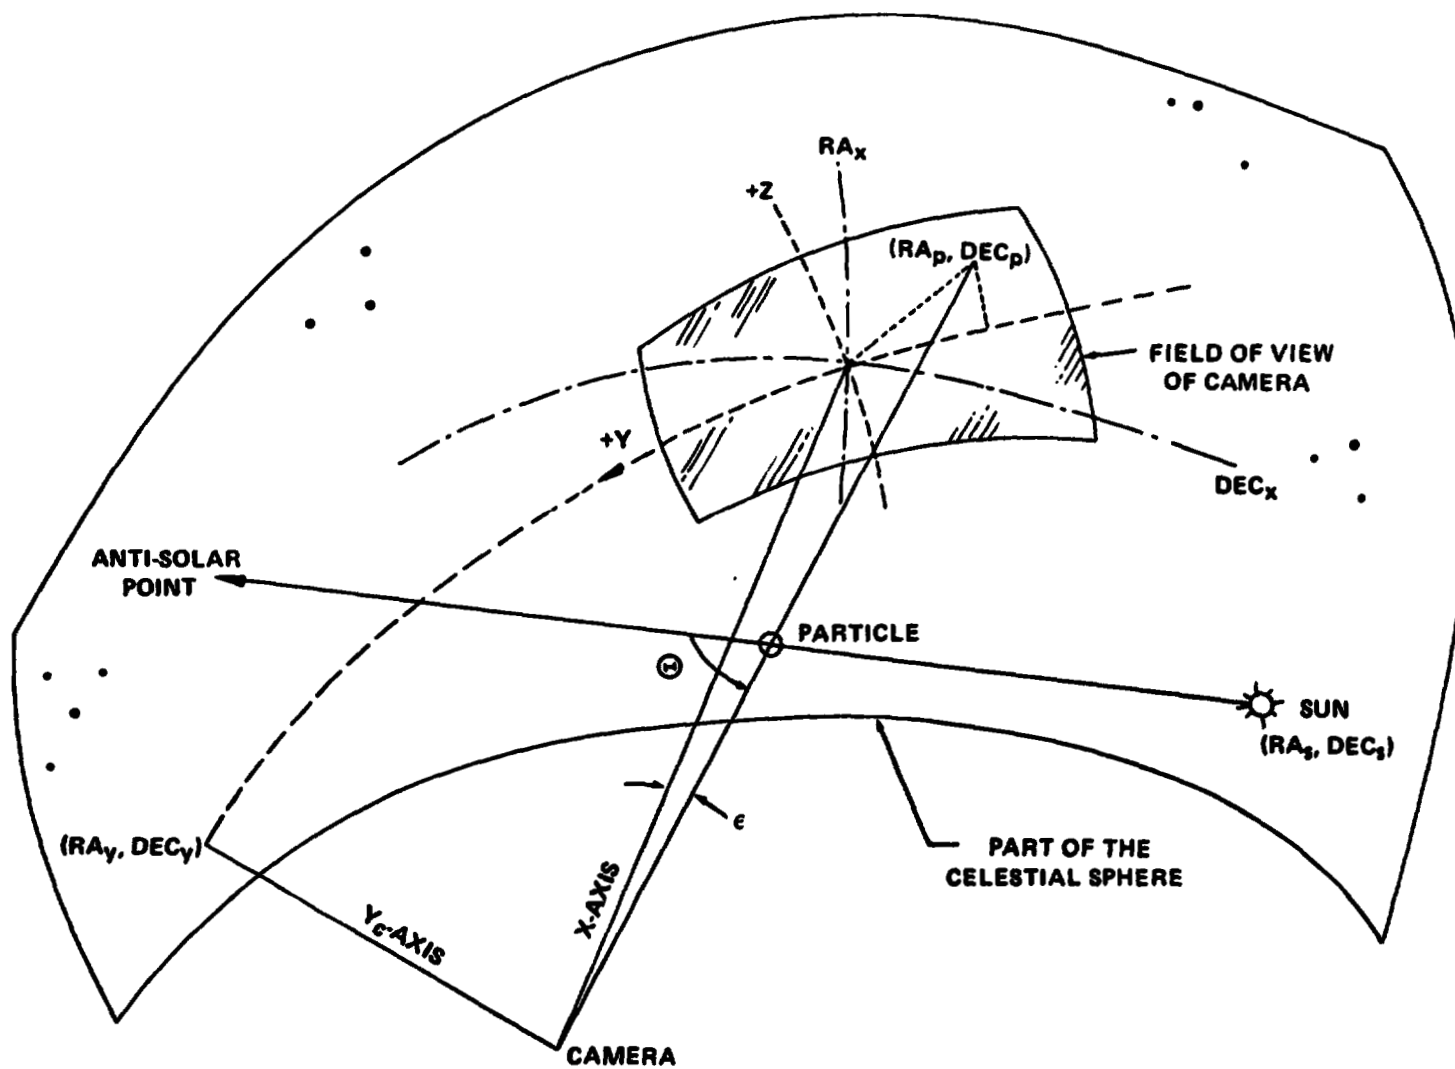 RAx
+Z
(RAp, DECp)
FIELD OF VIEW
OF CAMERA
+Y
DECx
ANTI-SOLAR
POINT
PARTICLE
Θ
SUN
(RAs, DECs)
ϵ
(RAy, DECy)
PART OF THE
CELESTIAL SPHERE
X-AXIS
Yc-AXIS
CAMERA